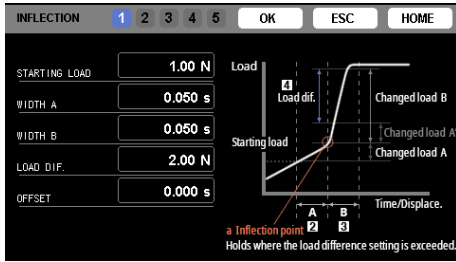 INFLECTION 1 2 3 4 5 OK ESC HOME
STARTING LOAD 1.00 N
WIDTH A 0.050 s
WIDTH B 0.050 s
LOAD DIF. 2.00 N
OFFSET 0.000 s
Load
4
Load dif.
Changed load B
Changed load A'
Starting load
Changed load A
Time/Displace.
A B
2 3
a Inflection point
Holds where the load difference setting is exceeded.